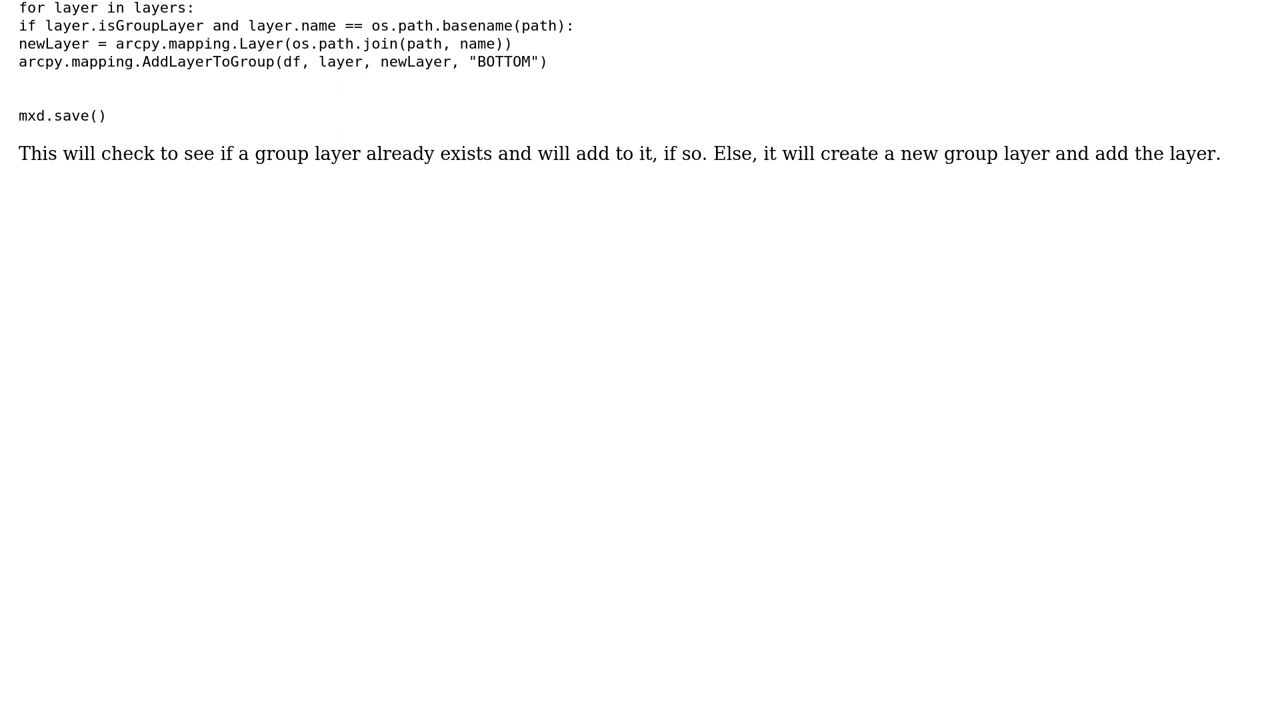 for layer in layers:
if layer.isGroupLayer and layer.name == os.path.basename(path):
newLayer = arcpy.mapping.Layer(os.path.join(path, name))
arcpy.mapping.AddLayerToGroup(df, layer, newLayer, "BOTTOM")
mxd.save()
This will check to see if a group layer already exists and will add to it, if so. Else, it will create a new group layer and add the layer.